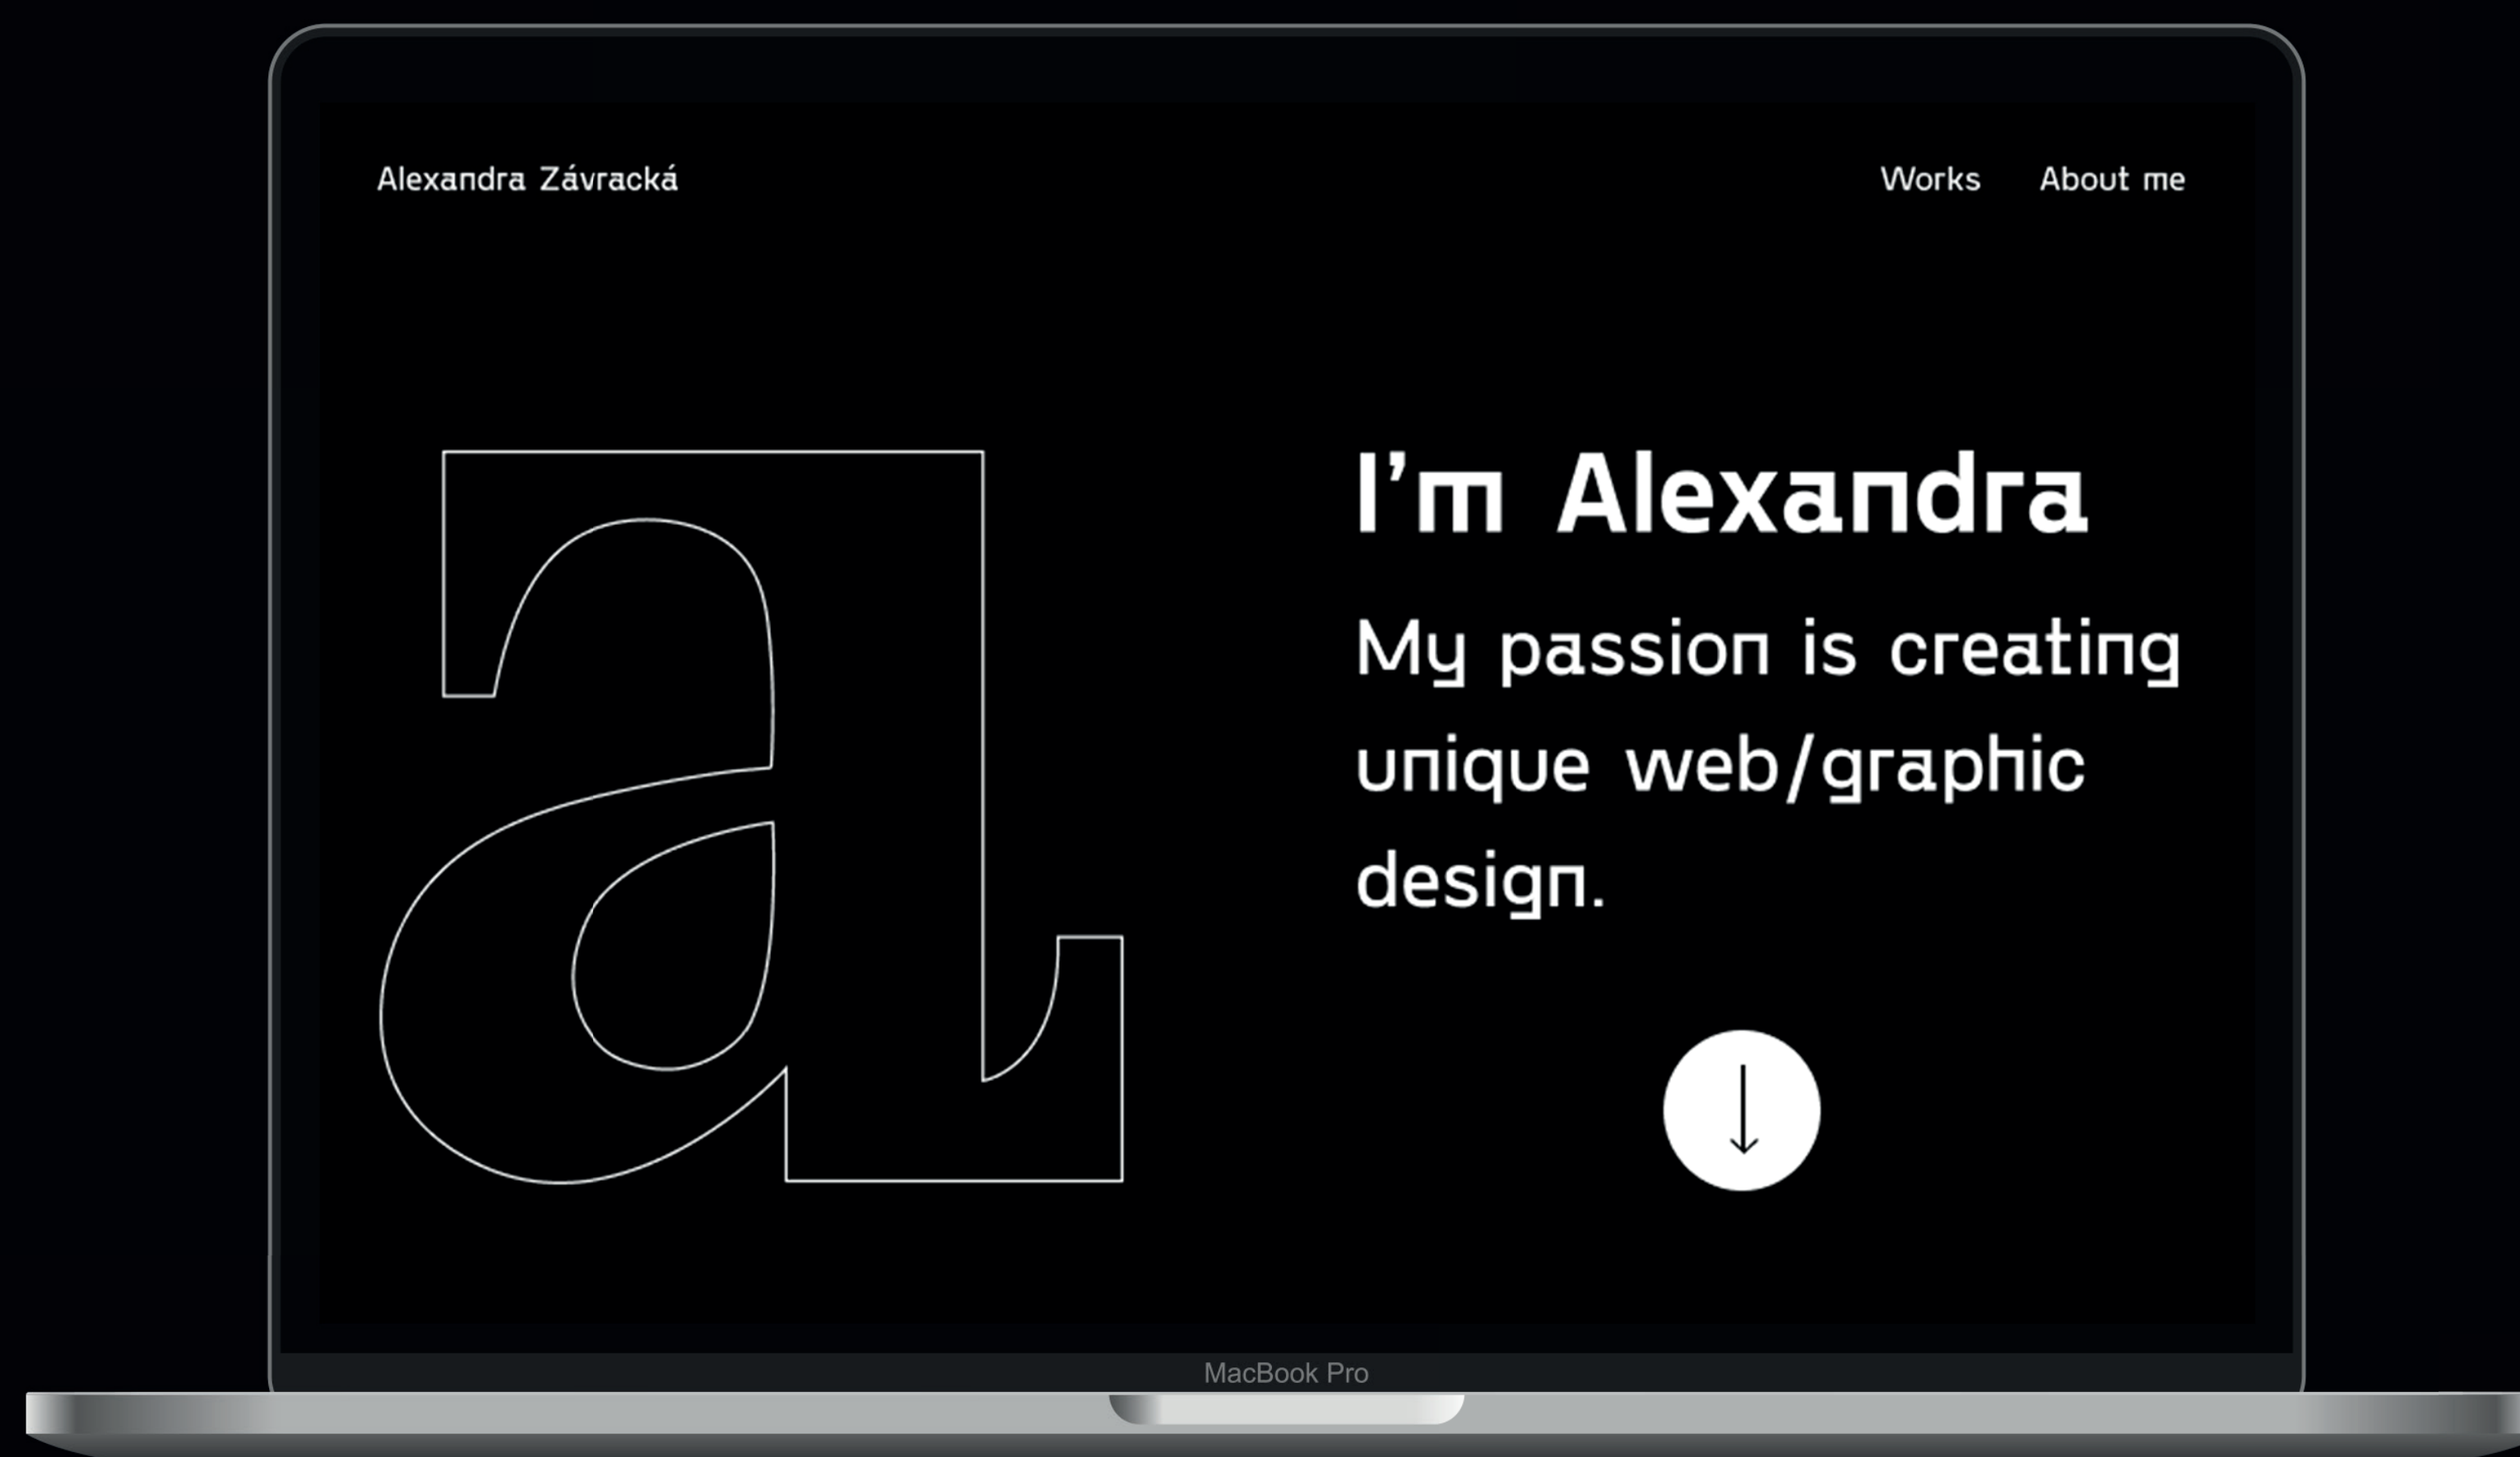 Alexandra Závracká
Works
About me
a
I’m Alexandra
My passion is creating
unique web/graphic
design.
MacBook Pro